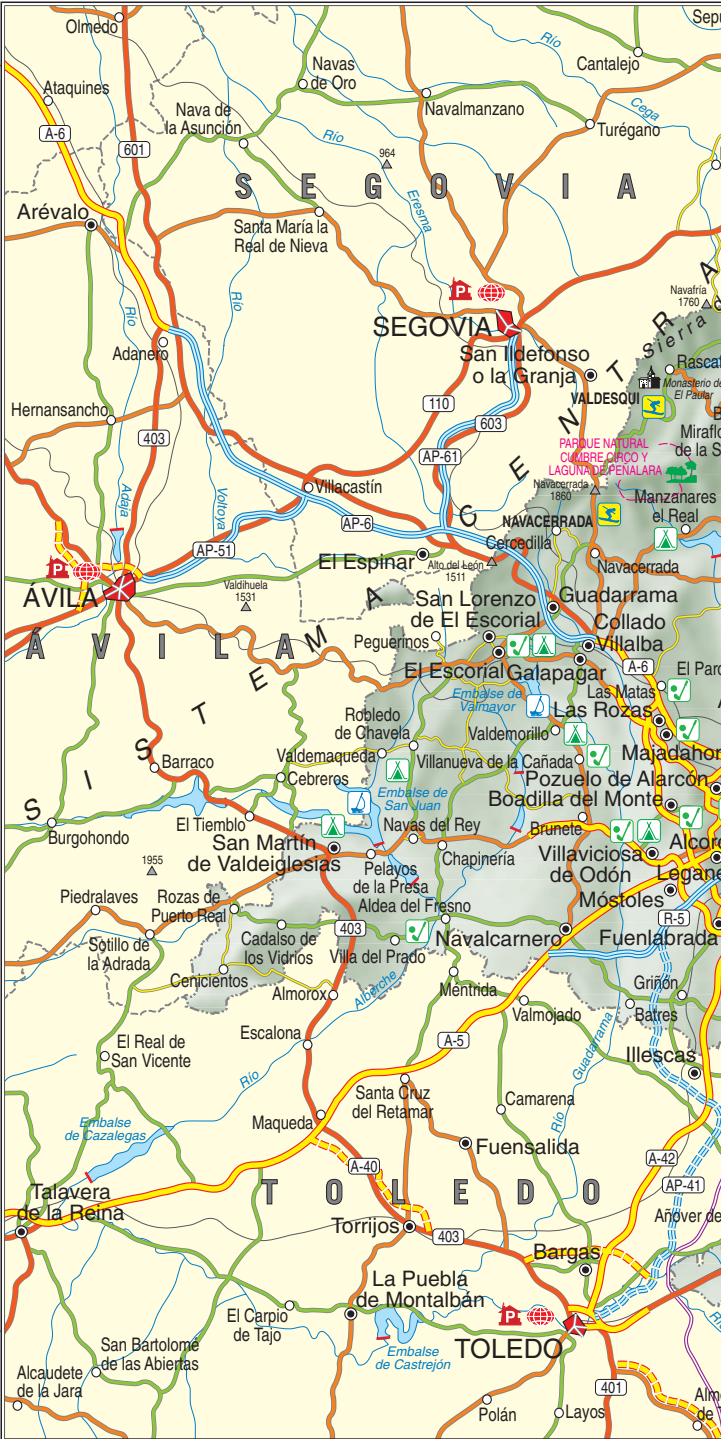 Olmedo
Sepú
Río
Cantalejo
Navas
de Oro
Ataquines
Nava de
la Asunción
Navalmanzano
Cega
Turégano
A-6
601
Río
964
SEGOVIA
Eresma
Arévalo
Santa María la
Real de Nieva
Río
Río
Navafría
1760
SEGOVIA
Sierra
Adanero
San Ildefonso
o la Granja
Rascaf
Monasterio de
El Paular
VALDESQUI
Hernansancho
110
603
403
PARQUE NATURAL
CUMBRE, CIRCO Y
LAGUNA DE PEÑALARA
Miraflo
de la S
AP-61
Navacerrada
1860
Manzanares
el Real
Villacastín
Adaja
Voltoya
AP-6
NAVACERRADA
Cercedilla
AP-51
El Espinar
Alto del León
1511
Navacerrada
ÁVILA
Valdihuela
1531
San Lorenzo
de El Escorial
Guadarrama
Collado
Villalba
ÁVILA
Peguerinos
A-6
El Escorial
Galapagar
El Pard
Las Matas
Embalse de
Valmayor
Las Rozas
Robledo
de Chavela
Valdemorillo
Majadahon
Valdemaqueda
Villanueva de la Cañada
SISTEMA CENTRA
Barraco
Cebreros
Pozuelo de Alarcón
Embalse de
San Juan
Boadilla del Monte
El Tiemblo
Burgohondo
Navas del Rey
Brunete
San Martín
de Valdeiglesias
Chapinería
Villaviciosa
de Odón
Alcorc
1955
Pelayos
de la Presa
Leganés
Piedralaves
Rozas de
Puerto Real
Aldea del Fresno
Móstoles
R-5
Sotillo de
la Adrada
Cadalso de
los Vidrios
403
Villa del Prado
Navalcarnero
Fuenlabrada
Cenicientos
Almorox
Alberche
Méntrida
Griñón
Valmojado
Batres
Escalona
A-5
Guadarrama
El Real de
San Vicente
Illescas
Río
Santa Cruz
del Retamar
Camarena
Maqueda
Río
Embalse
de Cazalegas
Fuensalida
A-42
A-40
AP-41
Talavera
de la Reina
TOLEDO
Añover de
Torrijos
403
Bargas
La Puebla
de Montalbán
El Carpio
de Tajo
TOLEDO
San Bartolomé
de las Abiertas
Embalse
de Castrejón
Alcaudete
de la Jara
401
Polán
Layos